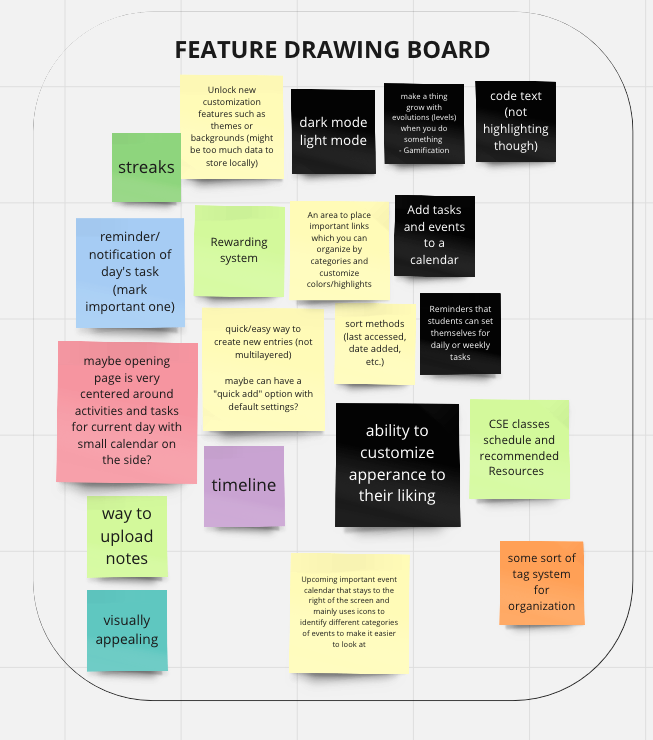 FEATURE DRAWING BOARD
Unlock new
customization
features such as
themes or
backgrounds (might
be too much data to
store locally)
dark mode
light mode
make a thing
grow with
evolutions (levels)
when you do
something
- Gamification
code text
(not
highlighting
though)
streaks
reminder/
notification of
day's task
(mark
important one)
Rewarding
system
An area to place
important links
which you can
organize by
categories and
customize
colors/highlights
Add tasks
and events
to a
calendar
quick/easy way to
create new entries (not
multilayered)
maybe can have a
"quick add" option with
default settings?
sort methods
(last accessed,
date added,
etc.)
Reminders that
students can set
themselves for
daily or weekly
tasks
maybe opening
page is very
centered around
activities and tasks
for current day with
small calendar on
the side?
timeline
ability to
customize
apperance to
their liking
CSE classes
schedule and
recommended
Resources
way to
upload
notes
visually
appealing
Upcoming important event
calendar that stays to the
right of the screen and
mainly uses icons to
identify different categories
of events to make it easier
to look at
some sort of
tag system
for
organization